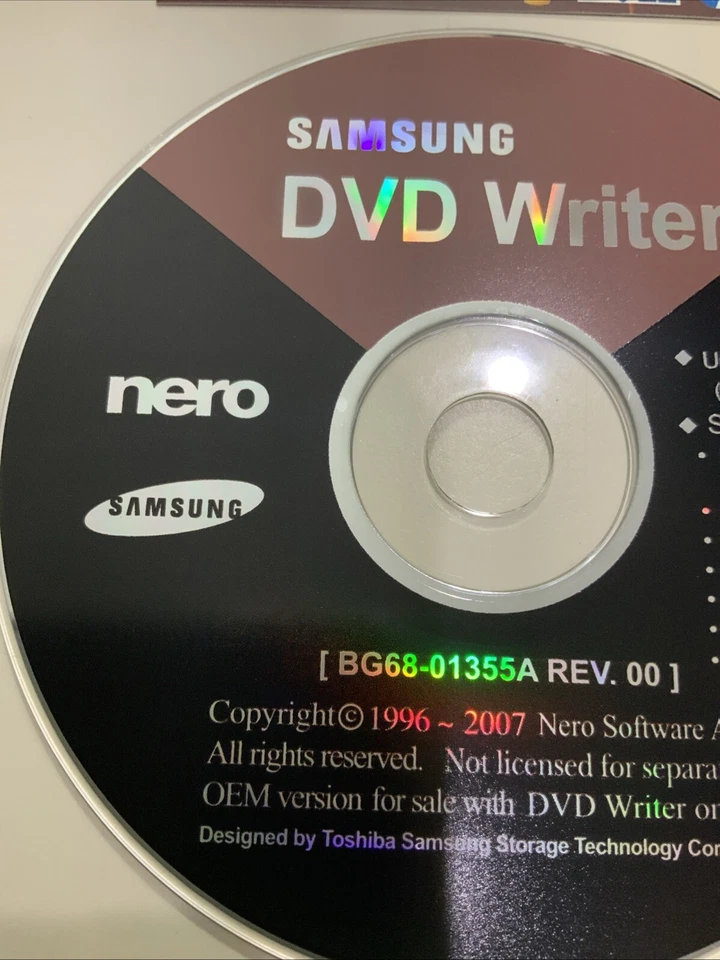 SAMSUNG
DVD Writer
nero
SAMSUNG
[ BG68-01355A REV. 00 ]
Copyright© 1996 ~ 2007 Nero Software
All rights reserved. Not licensed for
OEM version for sale with DVD Writer
Designed by Toshiba Samsung Storage Technology